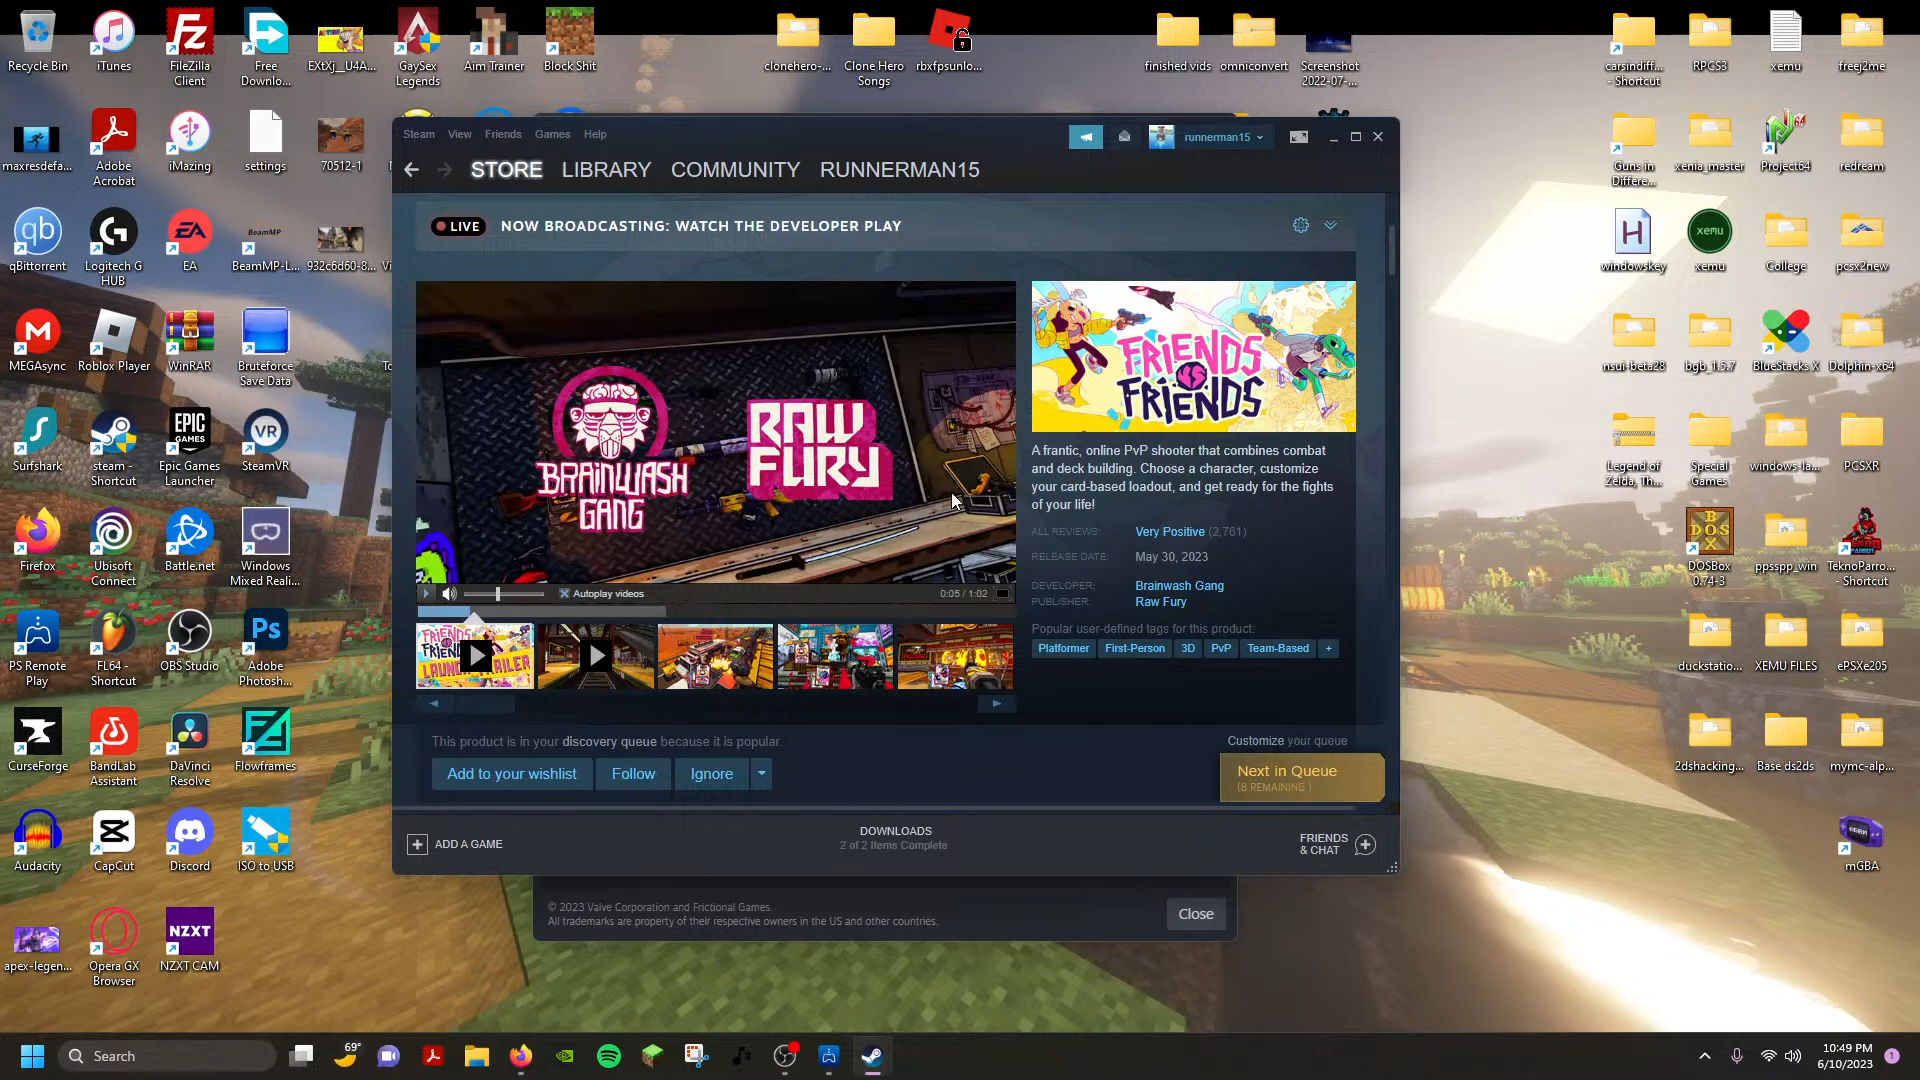 Recycle Bin
iTunes
FileZilla
Client
Free
Downlo...
EXtXj__U4A...
GaySex
Legends
Aim Trainer
Block Shit
clonehero-...
Clone Hero
Songs
rbxfpsunlo...
finished vids
omniconvert
Screenshot
2022-07-...
carsindiff...
- Shortcut
RPCS3
xemu
freej2me
maxresdefa...
Adobe
Acrobat
iMazing
settings
70512-1
Guns in
Differe...
xenia_master
Project64
redream
qBittorrent
Logitech G
HUB
EA
BeamMP-L...
932c6d60-8...
windowskey
xemu
College
pcsx2new
MEGAsync
Roblox Player
WinRAR
Bruteforce
Save Data
nsui-beta28
bgb_1.5.7
BlueStacks X
Dolphin-x64
Surfshark
steam -
Shortcut
Epic Games
Launcher
SteamVR
Legend of
Zelda, Th...
Special
Games
windows-la...
PCSXR
Firefox
Ubisoft
Connect
Battle.net
Windows
Mixed Reali...
DOSBox
0.74-3
ppsspp_win
TeknoParro...
- Shortcut
PS Remote
Play
FL64 -
Shortcut
OBS Studio
Adobe
Photosh...
duckstatio...
XEMU FILES
ePSXe205
CurseForge
BandLab
Assistant
DaVinci
Resolve
Flowframes
2dshacking...
Base ds2ds
mymc-alp...
Audacity
CapCut
Discord
ISO to USB
mGBA
apex-legen...
Opera GX
Browser
NZXT
NZXT CAM
Steam View Friends Games Help
runnerman15
STORE LIBRARY COMMUNITY RUNNERMAN15
LIVE NOW BROADCASTING: WATCH THE DEVELOPER PLAY
BRAINWASH
GANG
RAW
FURY
FRIENDS
FRIENDS
A frantic, online PvP shooter that combines combat
and deck building. Choose a character, customize
your card-based loadout, and get ready for the fights
of your life!
ALL REVIEWS: Very Positive (2,761)
RELEASE DATE: May 30, 2023
DEVELOPER: Brainwash Gang
PUBLISHER: Raw Fury
Popular user-defined tags for this product:
Platformer First-Person 3D PvP Team-Based +
Autoplay videos 0:05 / 1:02
This product is in your discovery queue because it is popular.
Customize your queue
Add to your wishlist Follow Ignore
Next in Queue
(8 REMAINING )
ADD A GAME
DOWNLOADS
2 of 2 Items Complete
FRIENDS
& CHAT
© 2023 Valve Corporation and Frictional Games.
All trademarks are property of their respective owners in the US and other countries.
Close
Search
69°
10:49 PM
6/10/2023
1